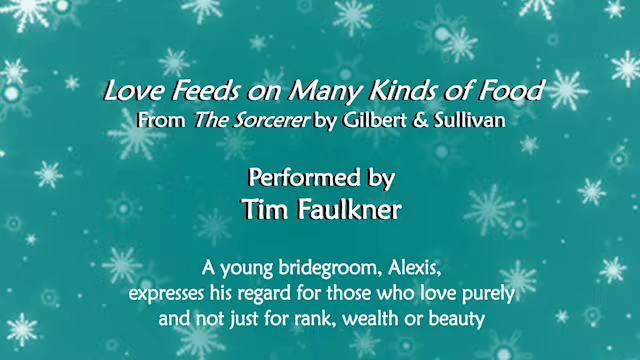 Love Feeds on Many Kinds of Food
From The Sorcerer by Gilbert & Sullivan
Performed by
Tim Faulkner
A young bridegroom, Alexis,
expresses his regard for those who love purely
and not just for rank, wealth or beauty